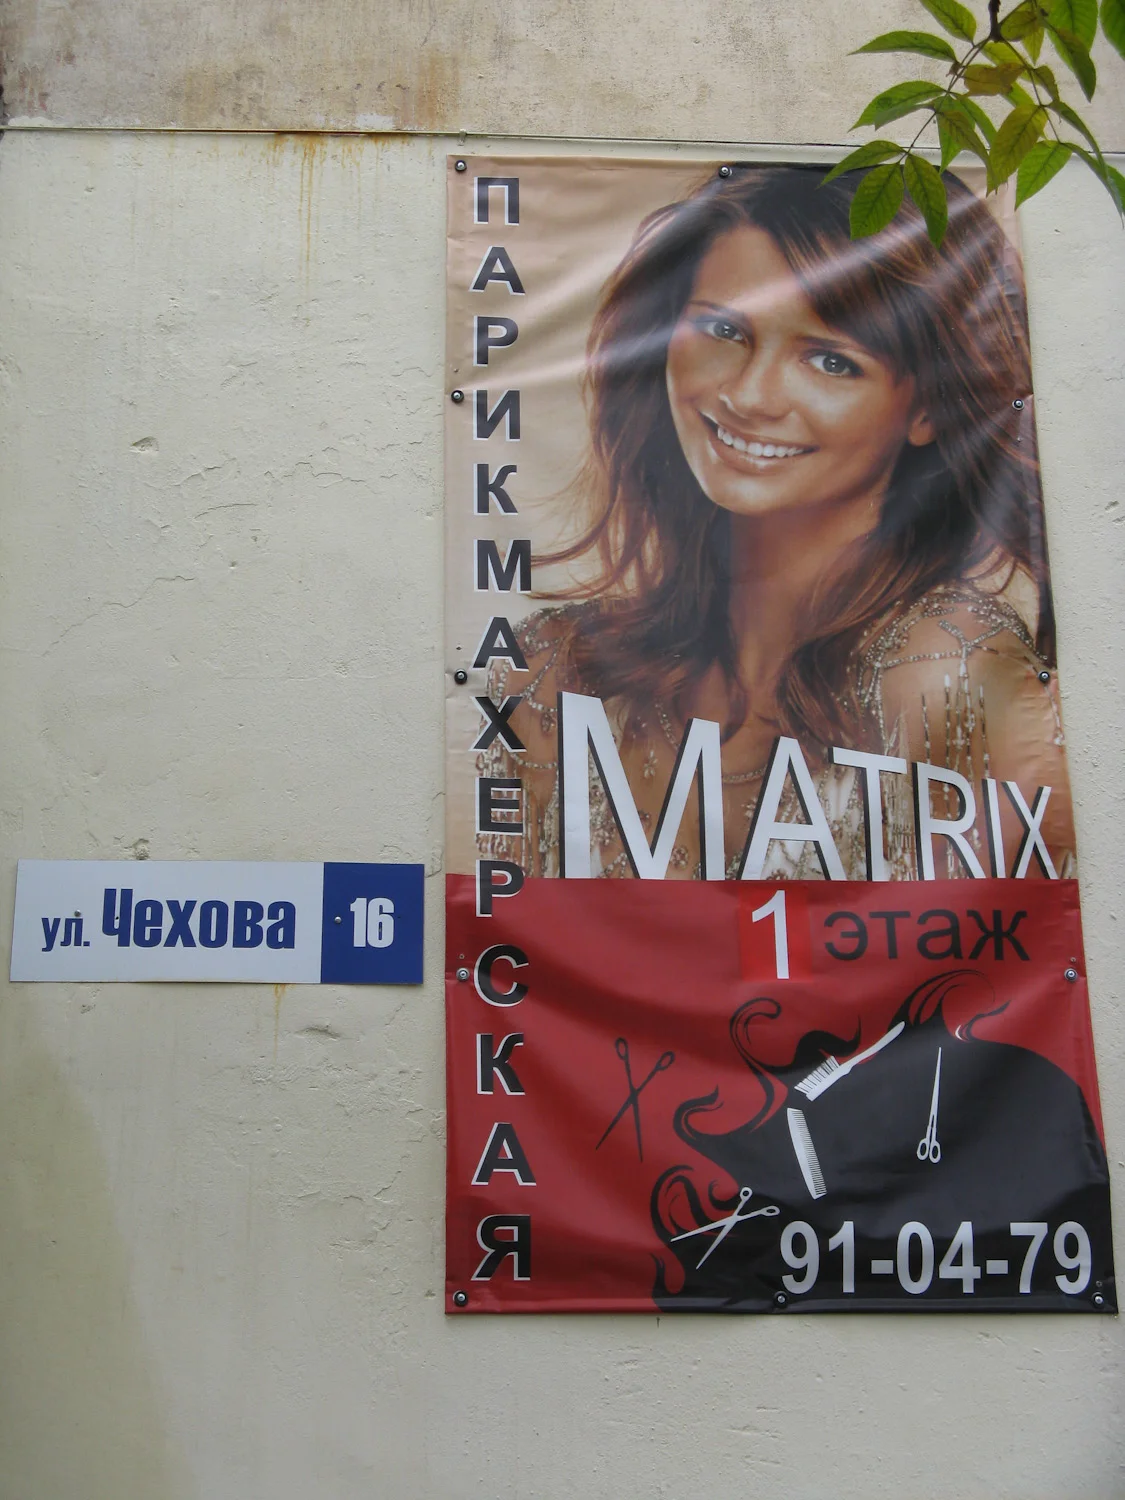 ПАРИКМАХЕРСКАЯ
MATRIX
1 этаж
91-04-79
ул. Чехова 16